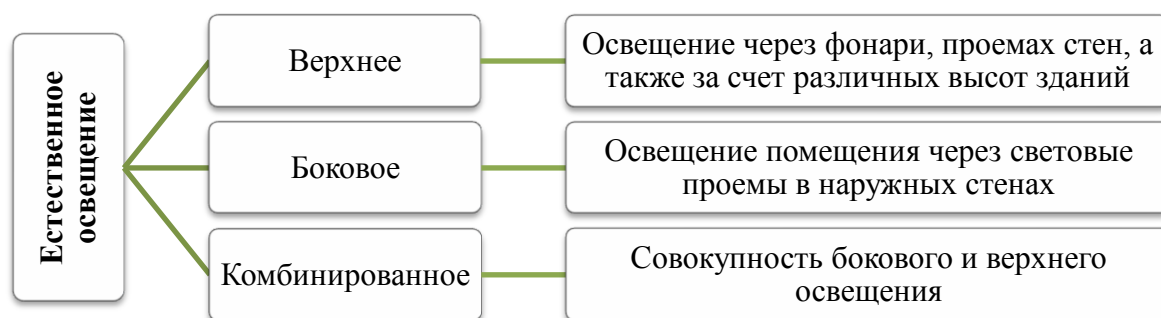 Естественное
освещение
Верхнее
Освещение через фонари, проемах стен, а
также за счет различных высот зданий
Боковое
Освещение помещения через световые
проемы в наружных стенах
Комбинированное
Совокупность бокового и верхнего
освещения